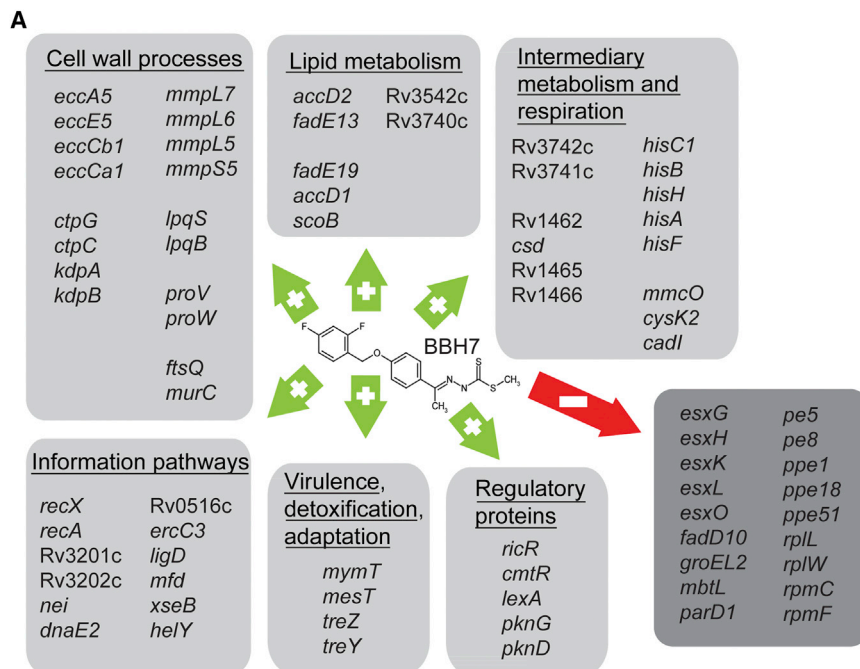 A
Cell wall processes
eccA5 mmpL7
eccE5 mmpL6
eccCb1 mmpL5
eccCa1 mmpS5
ctpG lpqS
ctpC lpqB
kdpA
kdpB proV
proW
ftsQ
murC
Lipid metabolism
accD2 Rv3542c
fadE13 Rv3740c
fadE19
accD1
scoB
Intermediary
metabolism and
respiration
Rv3742c hisC1
Rv3741c hisB
hisH
Rv1462 hisA
csd hisF
Rv1465
Rv1466 mmcO
cysK2
cadI
BBH7
F
F
O
N
N
S
S
CH3
CH3
Information pathways
recX Rv0516c
recA ercC3
Rv3201c ligD
Rv3202c mfd
nei xseB
dnaE2 helY
Virulence,
detoxification,
adaptation
mymT
mesT
treZ
treY
Regulatory
proteins
ricR
cmtR
lexA
pknG
pknD
esxG pe5
esxH pe8
esxK ppe1
esxL ppe18
esxO ppe51
fadD10 rplL
groEL2 rplW
mbtL rpmC
parD1 rpmF